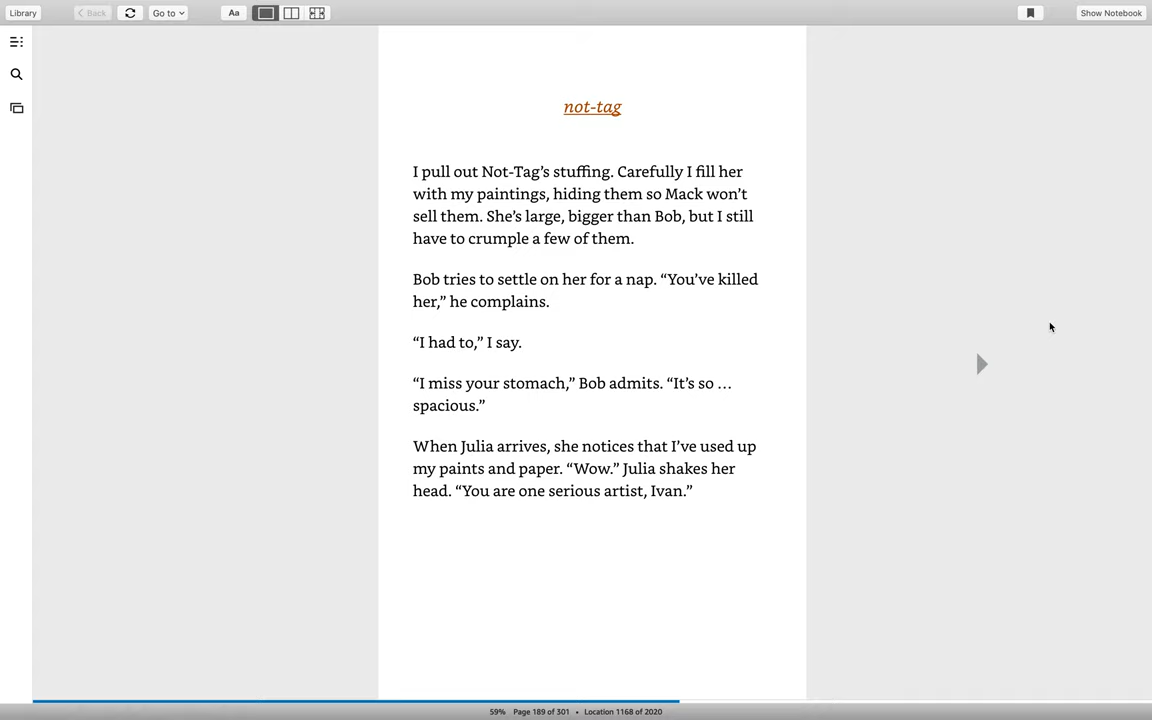 Library
Back
Go to
Aa
Show Notebook
not-tag
I pull out Not-Tag’s stuffing. Carefully I fill her
with my paintings, hiding them so Mack won’t
sell them. She’s large, bigger than Bob, but I still
have to crumple a few of them.
Bob tries to settle on her for a nap. “You’ve killed
her,” he complains.
“I had to,” I say.
“I miss your stomach,” Bob admits. “It’s so …
spacious.”
When Julia arrives, she notices that I’ve used up
my paints and paper. “Wow.” Julia shakes her
head. “You are one serious artist, Ivan.”
59% Page 189 of 301 • Location 1168 of 2020